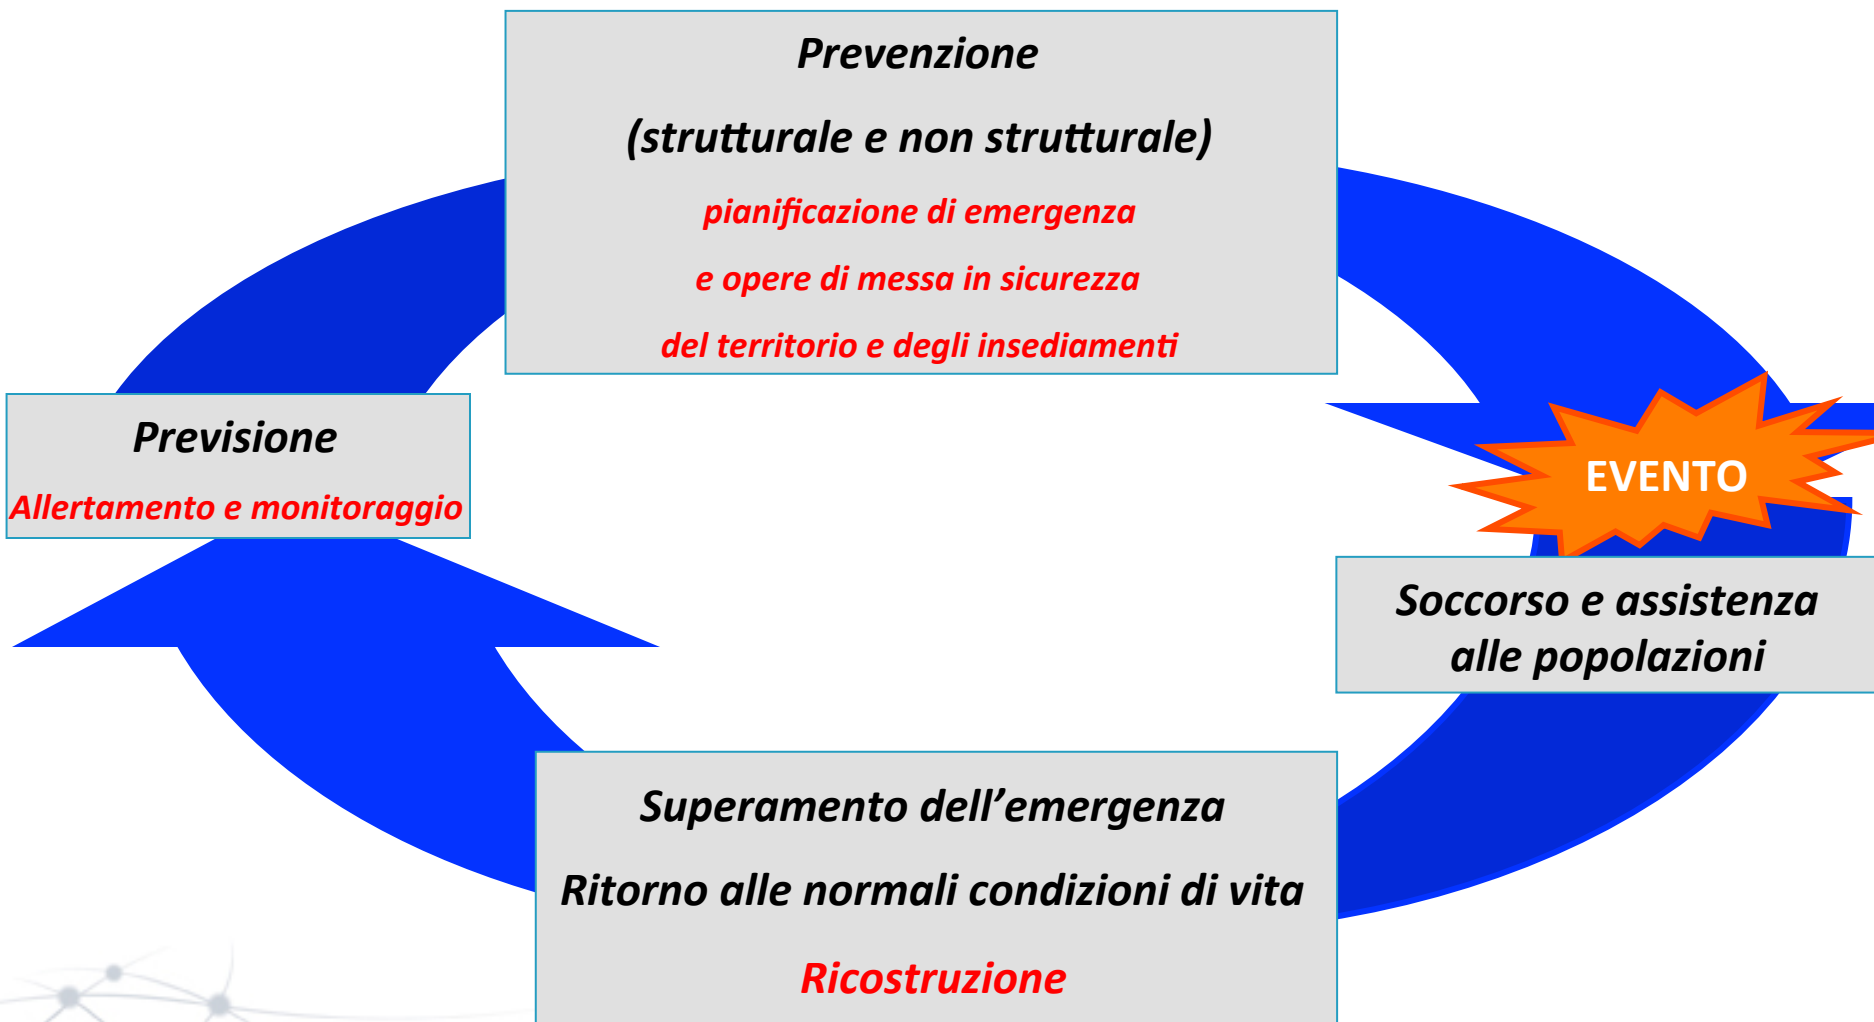 Prevenzione
(strutturale e non strutturale)
pianificazione di emergenza
e opere di messa in sicurezza
del territorio e degli insediamenti
Previsione
Allertamento e monitoraggio
EVENTO
Soccorso e assistenza
alle popolazioni
Superamento dell’emergenza
Ritorno alle normali condizioni di vita
Ricostruzione